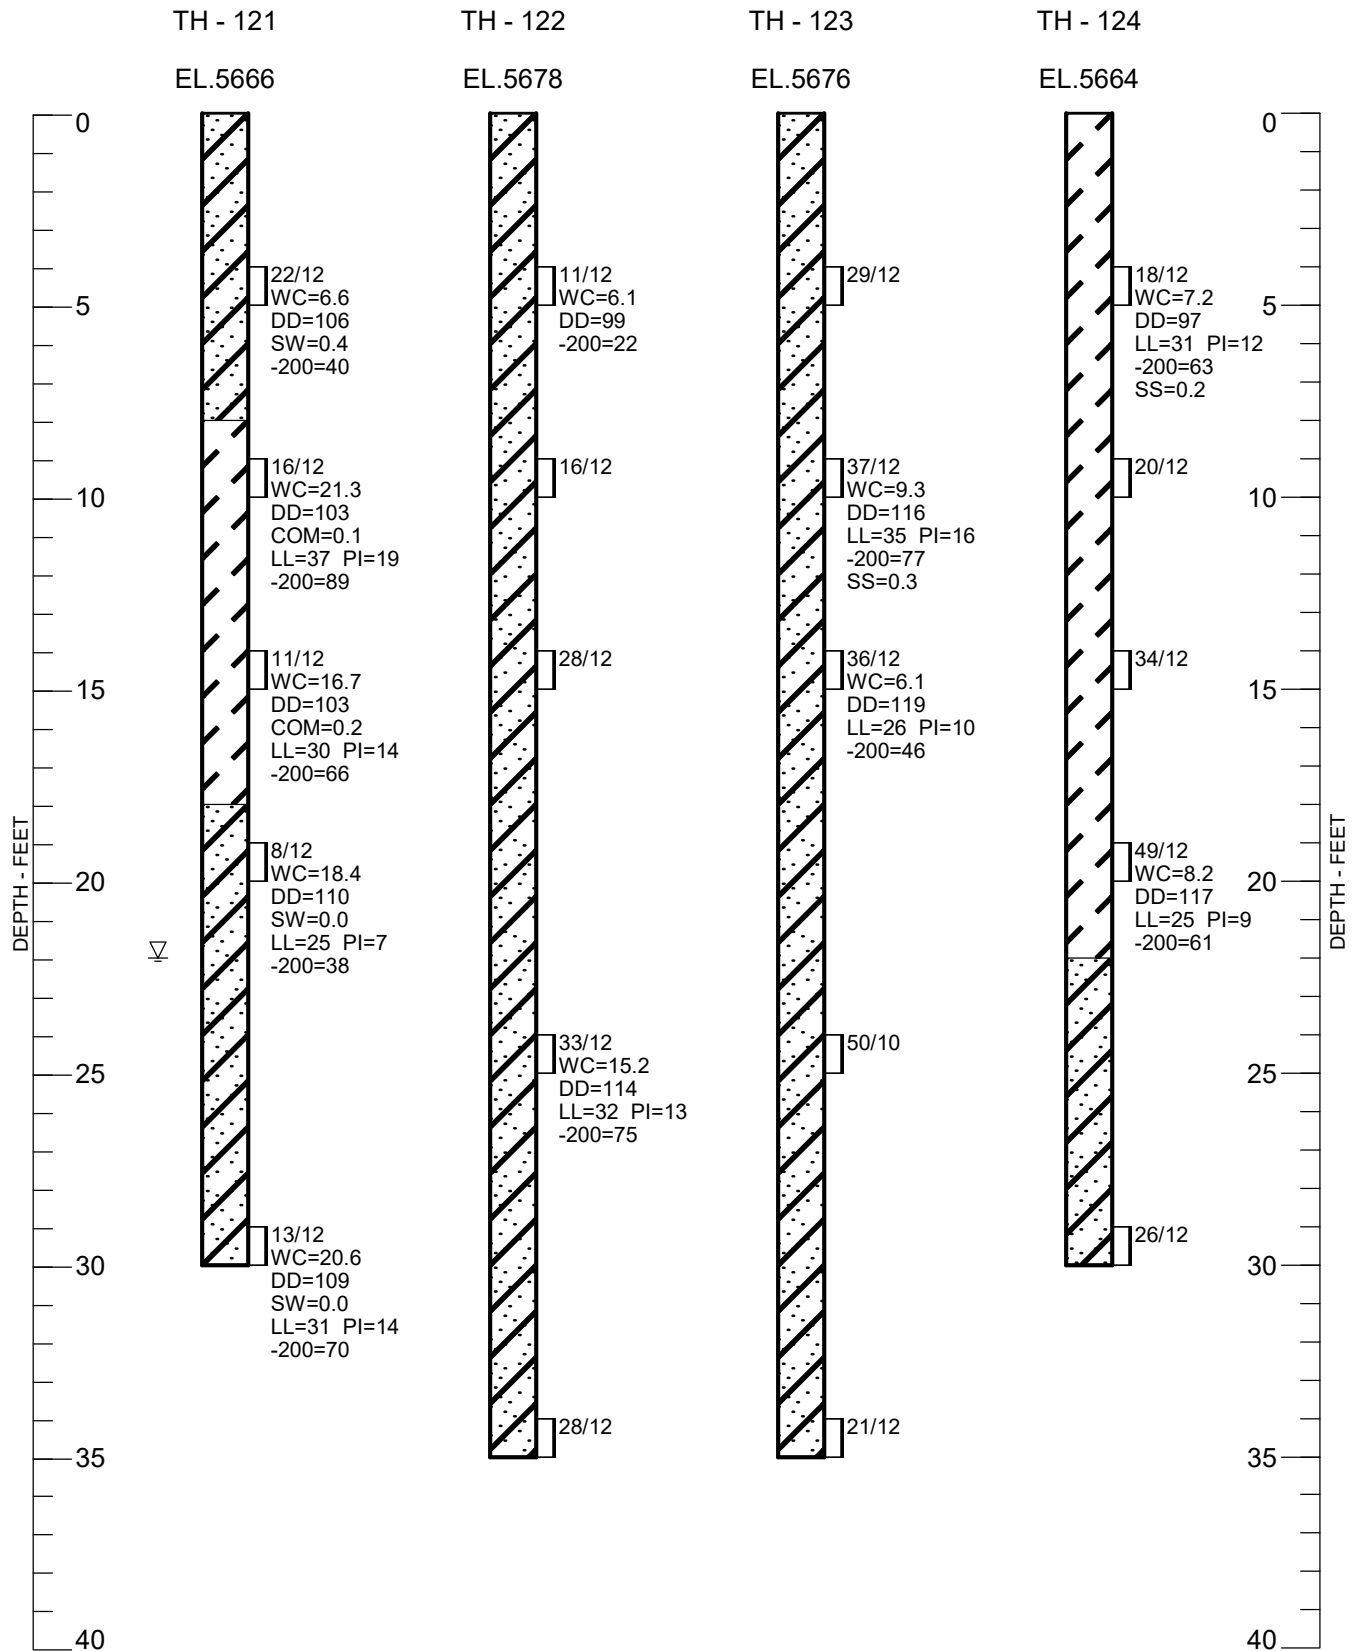 TH - 121
EL.5666
22/12
WC=6.6
DD=106
SW=0.4
-200=40
16/12
WC=21.3
DD=103
COM=0.1
LL=37 PI=19
-200=89
11/12
WC=16.7
DD=103
COM=0.2
LL=30 PI=14
-200=66
8/12
WC=18.4
DD=110
SW=0.0
LL=25 PI=7
-200=38
13/12
WC=20.6
DD=109
SW=0.0
LL=31 PI=14
-200=70
TH - 122
EL.5678
11/12
WC=6.1
DD=99
-200=22
16/12
28/12
33/12
WC=15.2
DD=114
LL=32 PI=13
-200=75
28/12
TH - 123
EL.5676
29/12
37/12
WC=9.3
DD=116
LL=35 PI=16
-200=77
SS=0.3
36/12
WC=6.1
DD=119
LL=26 PI=10
-200=46
50/10
21/12
TH - 124
EL.5664
18/12
WC=7.2
DD=97
LL=31 PI=12
-200=63
SS=0.2
20/12
34/12
49/12
WC=8.2
DD=117
LL=25 PI=9
-200=61
26/12
DEPTH - FEET
0
5
10
15
20
25
30
35
40
0
5
10
15
20
25
30
35
40
DEPTH - FEET